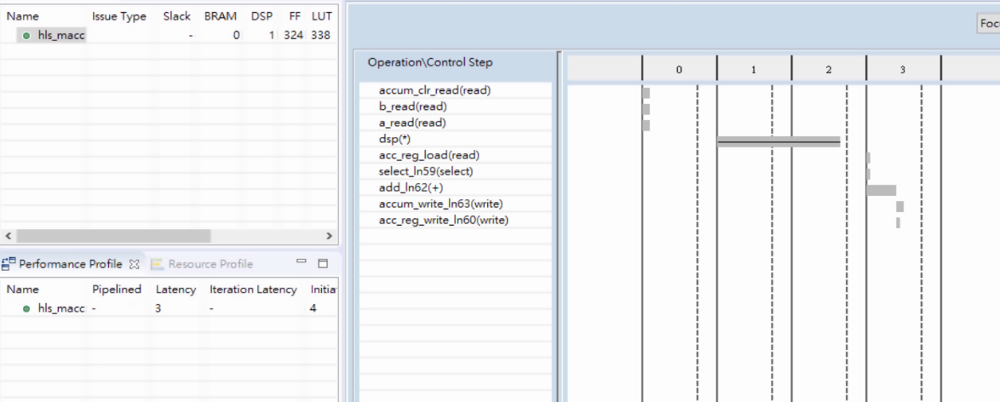 Name Issue Type Slack BRAM DSP FF LUT
hls_macc - 0 1 324 338
Performance Profile Resource Profile
Name Pipelined Latency Iteration Latency Initia
hls_macc - 3 - 4
Foc
Operation\Control Step 0 1 2 3
accum_clr_read(read)
b_read(read)
a_read(read)
dsp(*)
acc_reg_load(read)
select_ln59(select)
add_ln62(+)
accum_write_ln63(write)
acc_reg_write_ln60(write)